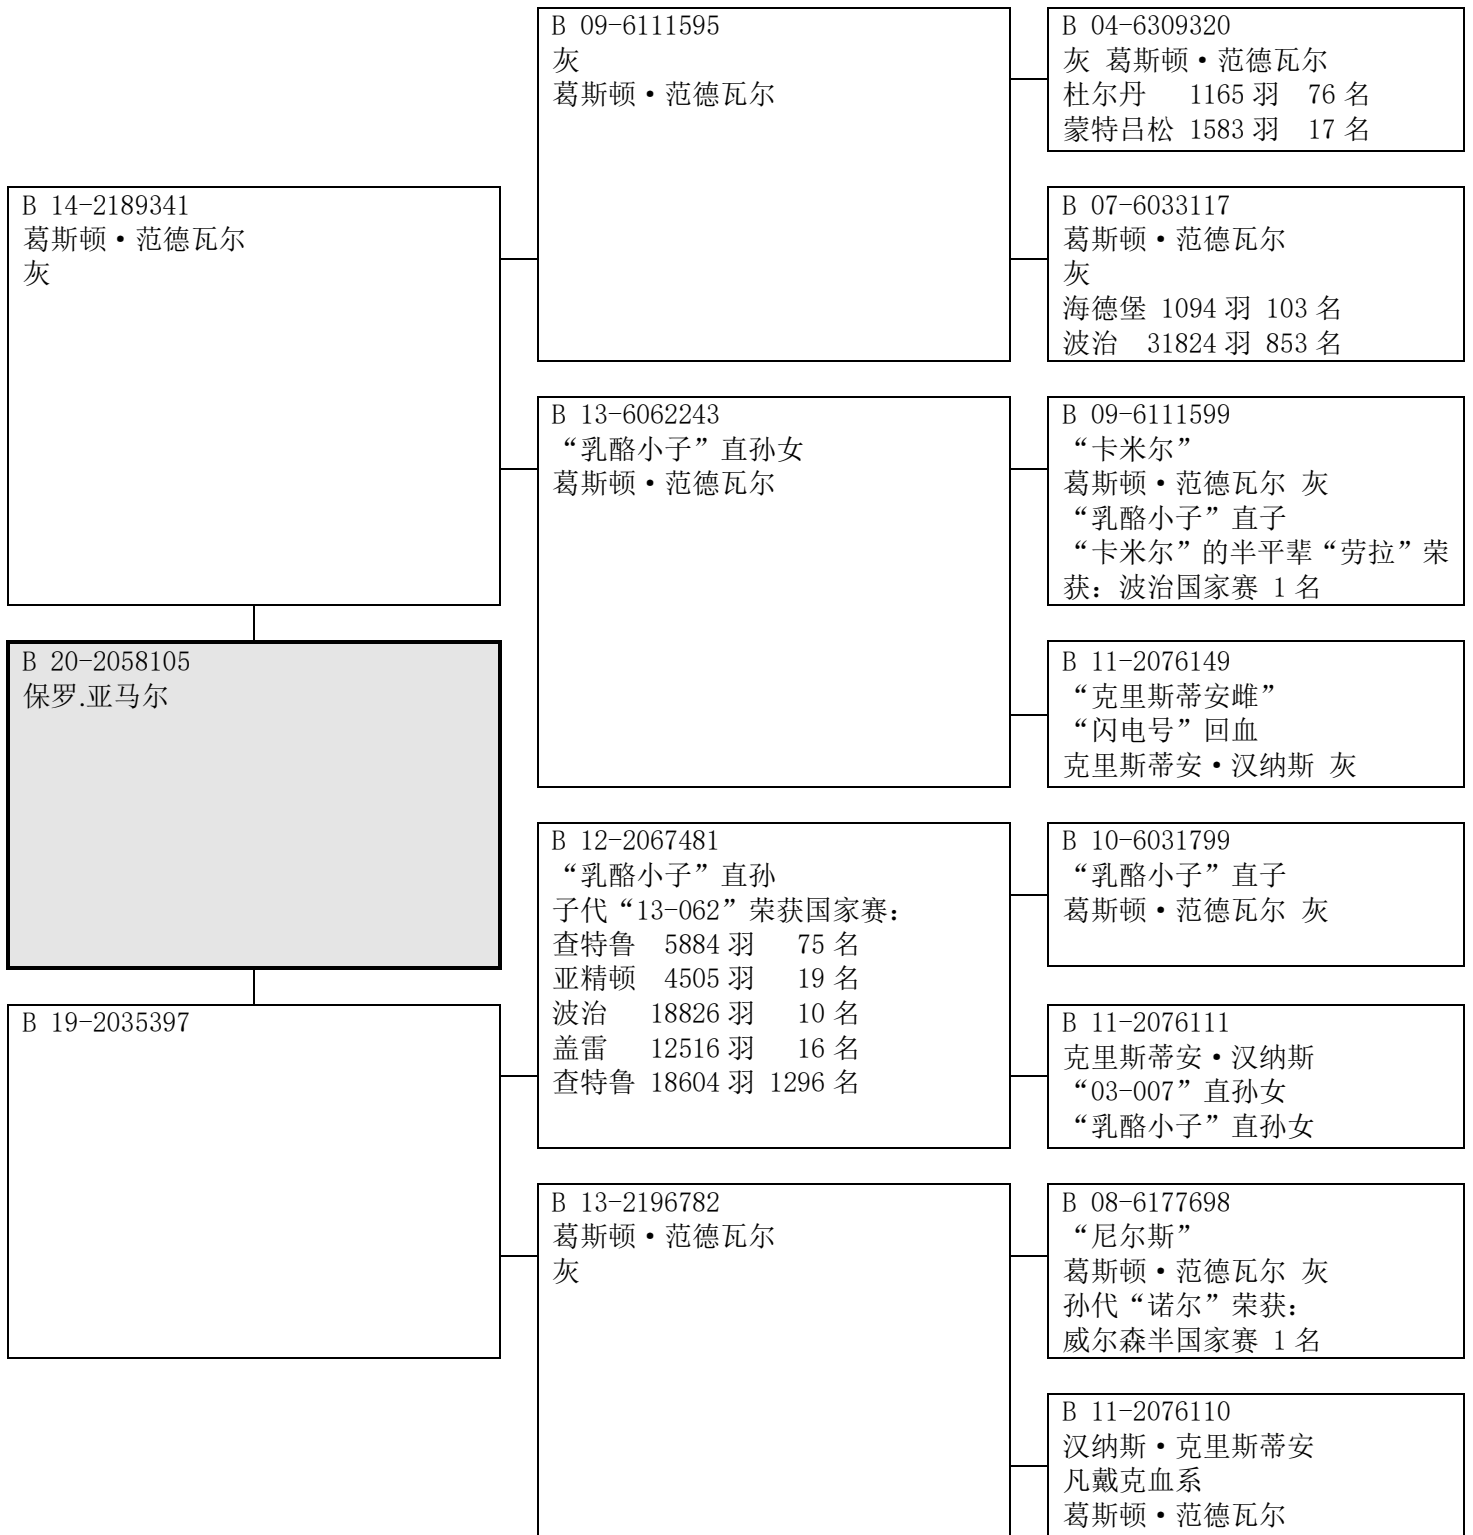 B 14-2189341
葛斯顿·范德瓦尔
灰
B 20-2058105
保罗.亚马尔
B 19-2035397
B 09-6111595
灰
葛斯顿·范德瓦尔
B 13-6062243
“乳酪小子”直孙女
葛斯顿·范德瓦尔
B 12-2067481
“乳酪小子”直孙
子代“13-062”荣获国家赛：
查特鲁 5884 羽 75 名
亚精顿 4505 羽 19 名
波治 18826 羽 10 名
盖雷 12516 羽 16 名
查特鲁 18604 羽 1296 名
B 13-2196782
葛斯顿·范德瓦尔
灰
B 04-6309320
灰 葛斯顿·范德瓦尔
杜尔丹 1165 羽 76 名
蒙特吕松 1583 羽 17 名
B 07-6033117
葛斯顿·范德瓦尔
灰
海德堡 1094 羽 103 名
波治 31824 羽 853 名
B 09-6111599
“卡米尔”
葛斯顿·范德瓦尔 灰
“乳酪小子”直子
“卡米尔”的半平辈“劳拉”荣
获：波治国家赛 1 名
B 11-2076149
“克里斯蒂安雌”
“闪电号”回血
克里斯蒂安·汉纳斯 灰
B 10-6031799
“乳酪小子”直子
葛斯顿·范德瓦尔 灰
B 11-2076111
克里斯蒂安·汉纳斯
“03-007”直孙女
“乳酪小子”直孙女
B 08-6177698
“尼尔斯”
葛斯顿·范德瓦尔 灰
孙代“诺尔”荣获：
威尔森半国家赛 1 名
B 11-2076110
汉纳斯·克里斯蒂安
凡戴克血系
葛斯顿·范德瓦尔